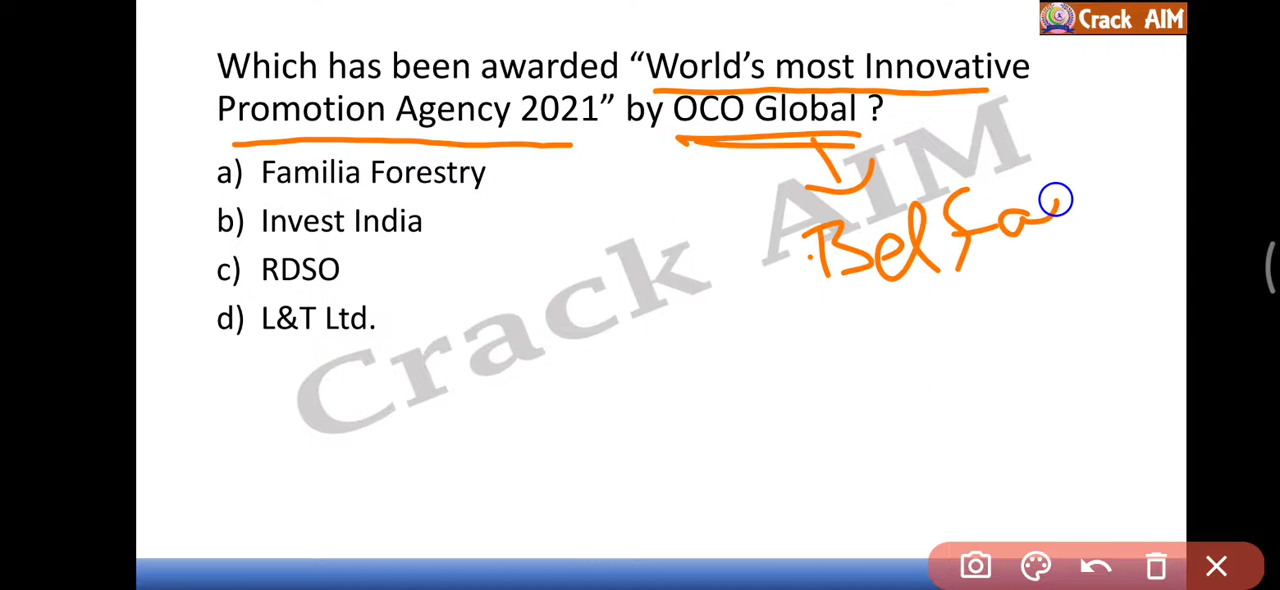 Crack AIM
Which has been awarded “World’s most Innovative
Promotion Agency 2021” by OCO Global ?
a) Familia Forestry
b) Invest India
c) RDSO
d) L&T Ltd.
Crack AIM